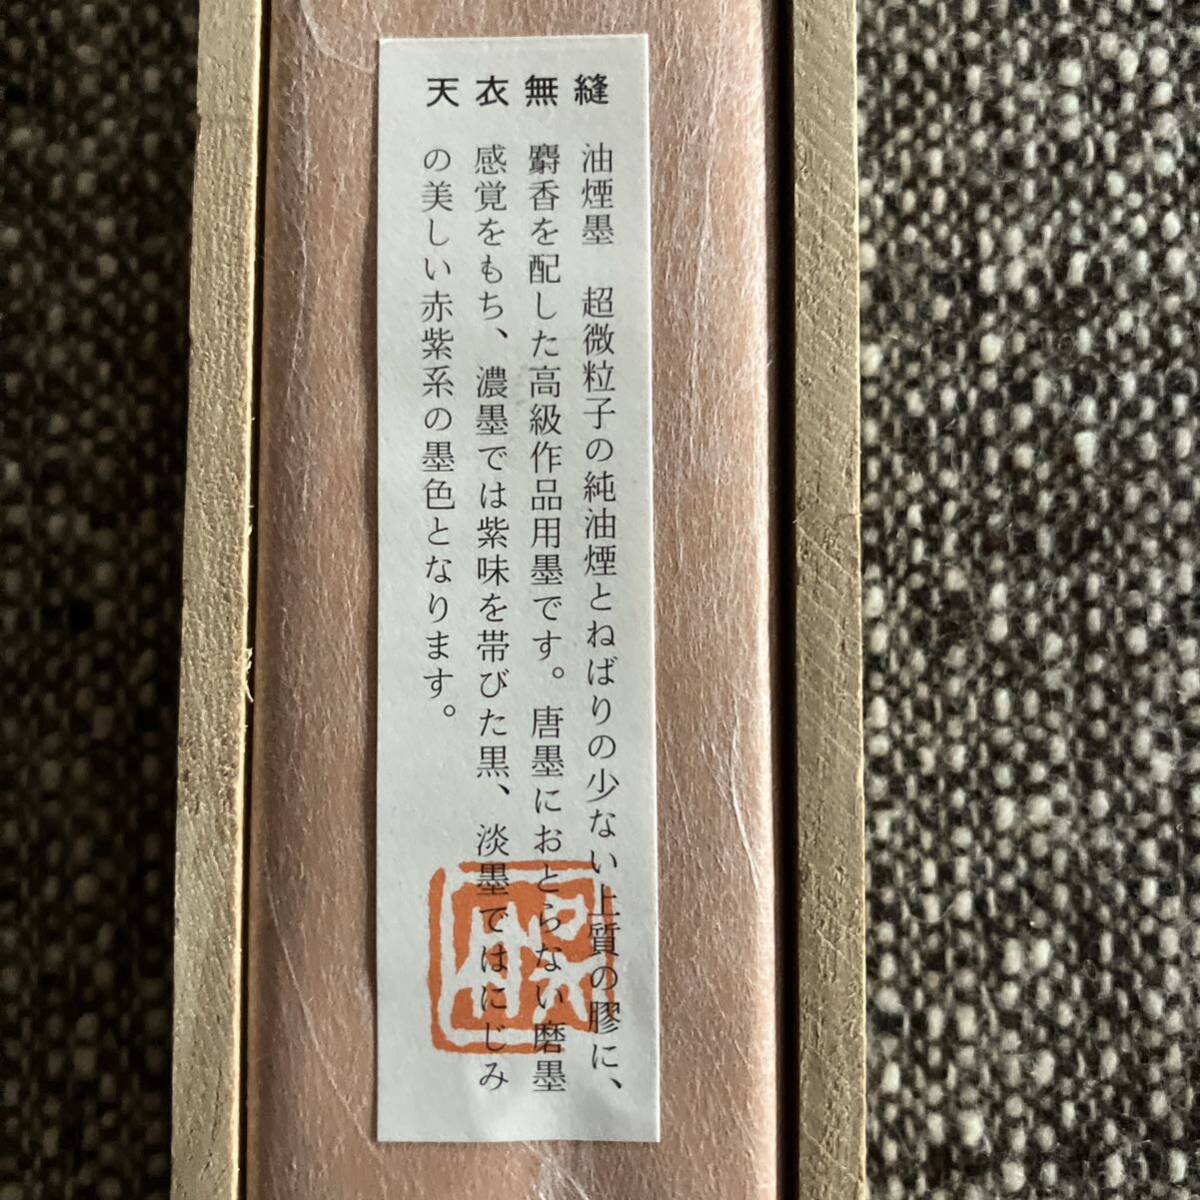 天衣無縫
油煙墨　超微粒子の純油煙とねばりの少ない上質の膠に、
麝香を配した高級作品用墨です。唐墨におとらない磨墨
感覚をもち、濃墨では紫味を帯びた黒、淡墨ではにじみ
の美しい赤紫系の墨色となります。